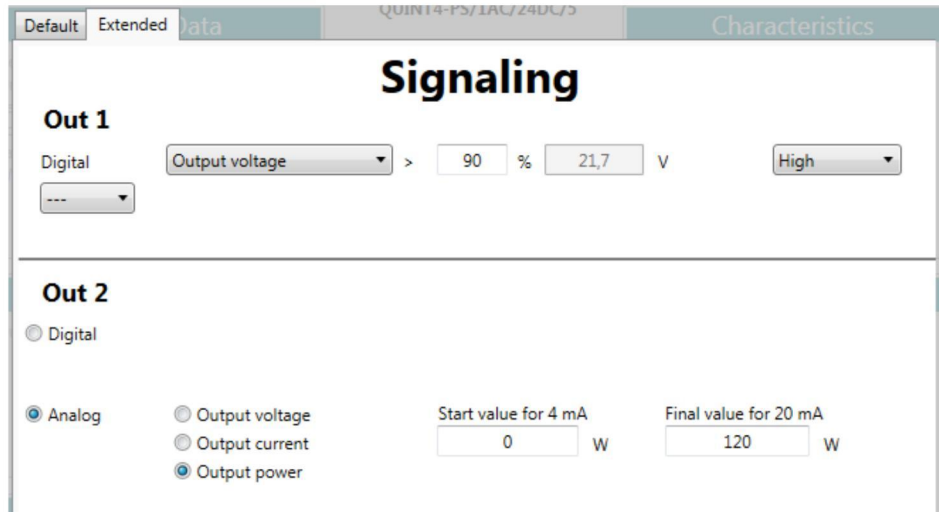 QUINT4-PS/1AC/24DC/5
Default Extended Data Characteristics
Signaling
Out 1
Digital Output voltage > 90 % 21,7 V High
---
Out 2
Digital
Analog Output voltage Start value for 4 mA Final value for 20 mA
Output current 0 W 120 W
Output power